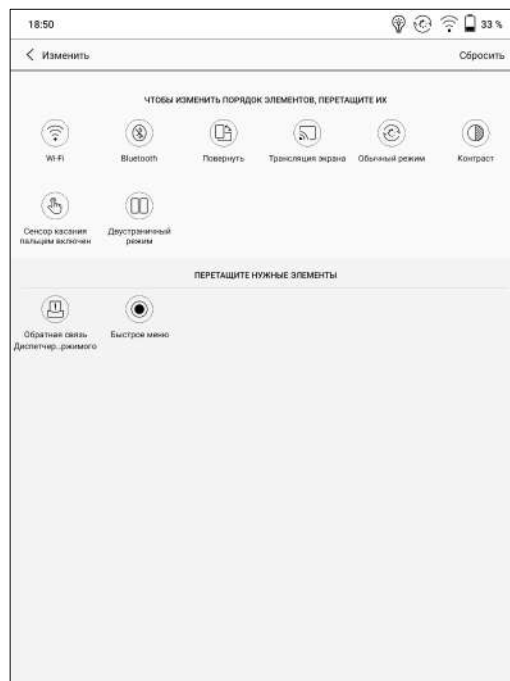 18:50
33 %
Изменить
Сбросить
ЧТОБЫ ИЗМЕНИТЬ ПОРЯДОК ЭЛЕМЕНТОВ, ПЕРЕТАЩИТЕ ИХ
Wi-Fi
Bluetooth
Повернуть
Трансляция экрана
Обычный режим
Контраст
Сенсор касания
пальцем включен
Двустраничный
режим
ПЕРЕТАЩИТЕ НУЖНЫЕ ЭЛЕМЕНТЫ
Обратная связь
Диспетчир...ржимого
Быстрое меню